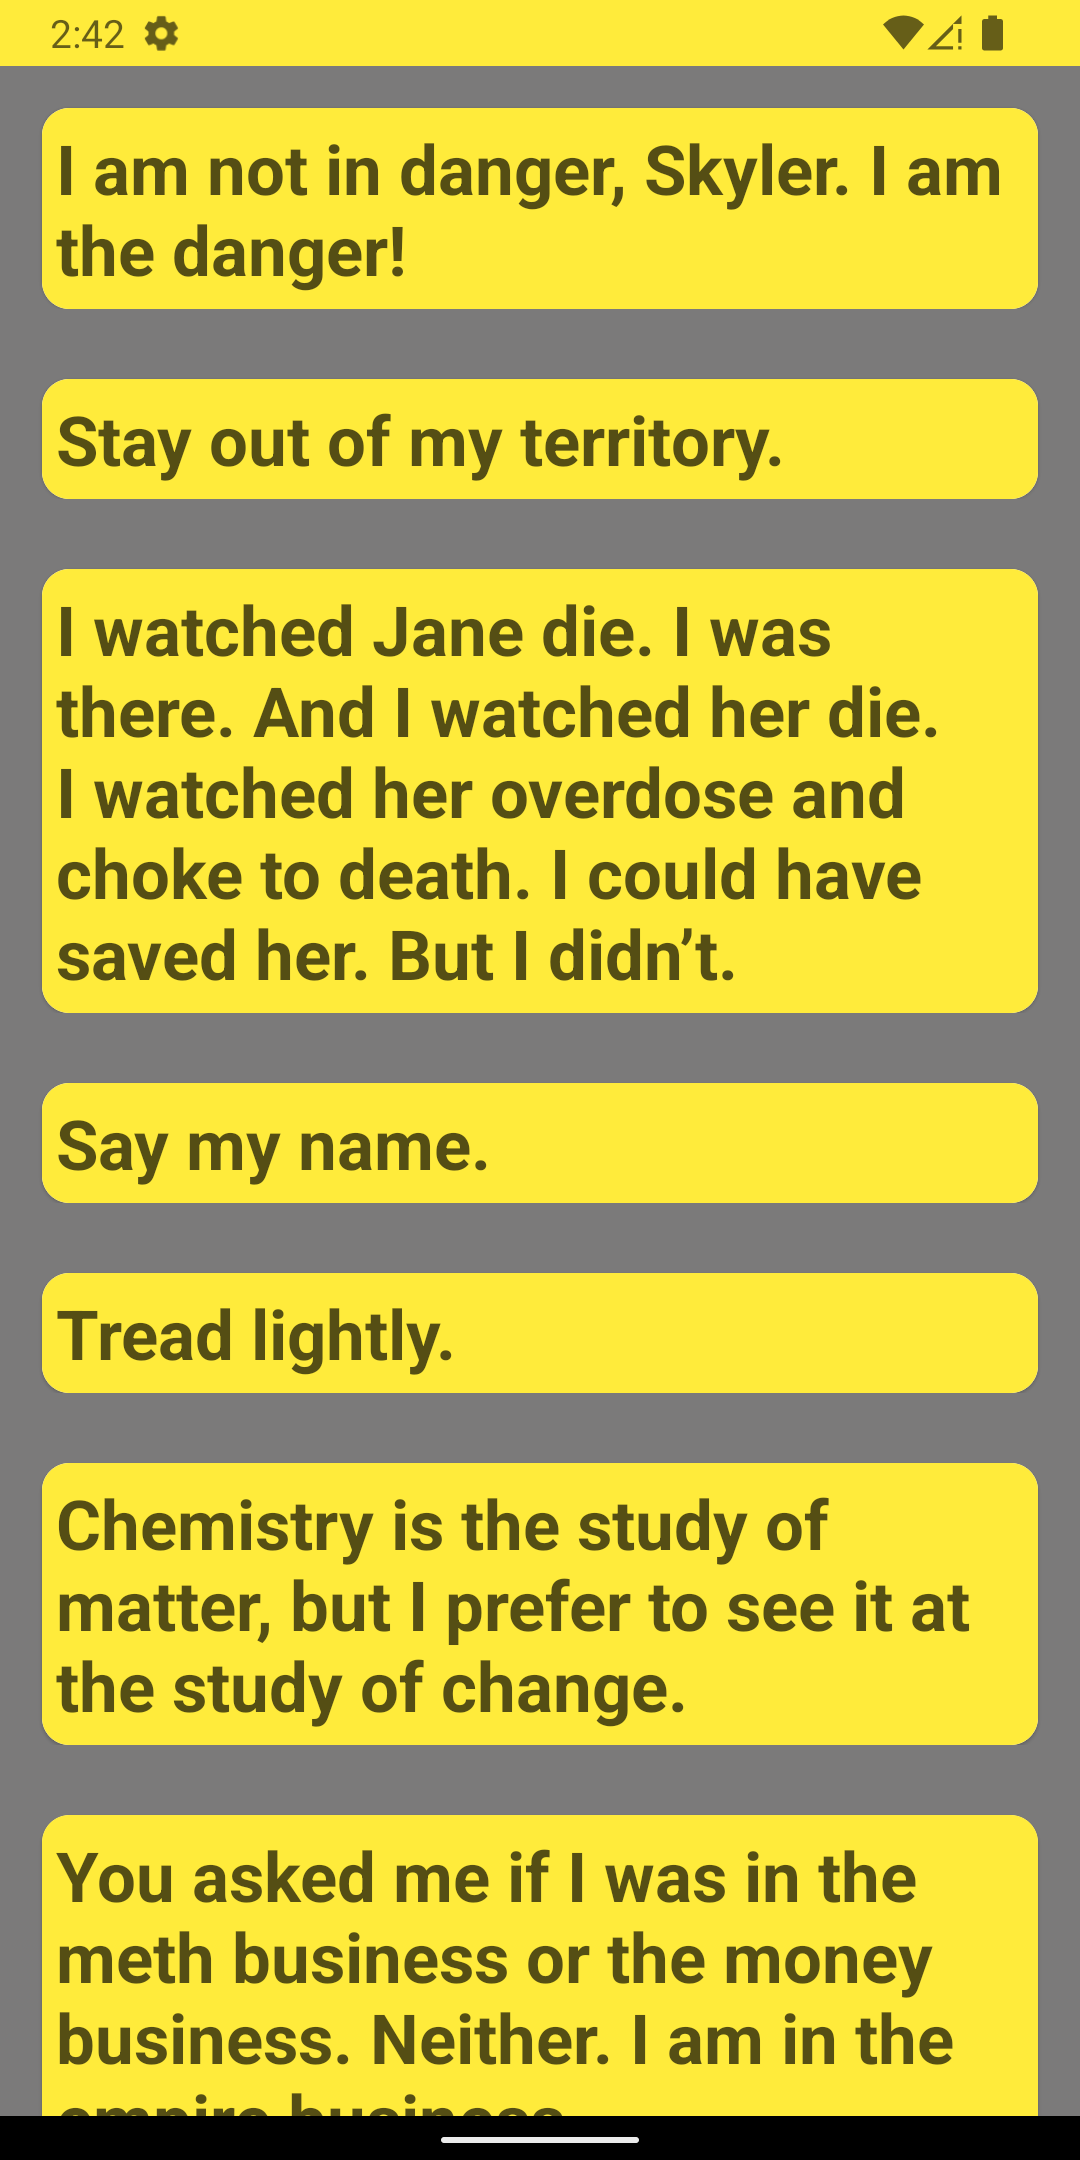 2:42
I am not in danger, Skyler. I am
the danger!
Stay out of my territory.
I watched Jane die. I was
there. And I watched her die.
I watched her overdose and
choke to death. I could have
saved her. But I didn’t.
Say my name.
Tread lightly.
Chemistry is the study of
matter, but I prefer to see it at
the study of change.
You asked me if I was in the
meth business or the money
business. Neither. I am in the
empire business